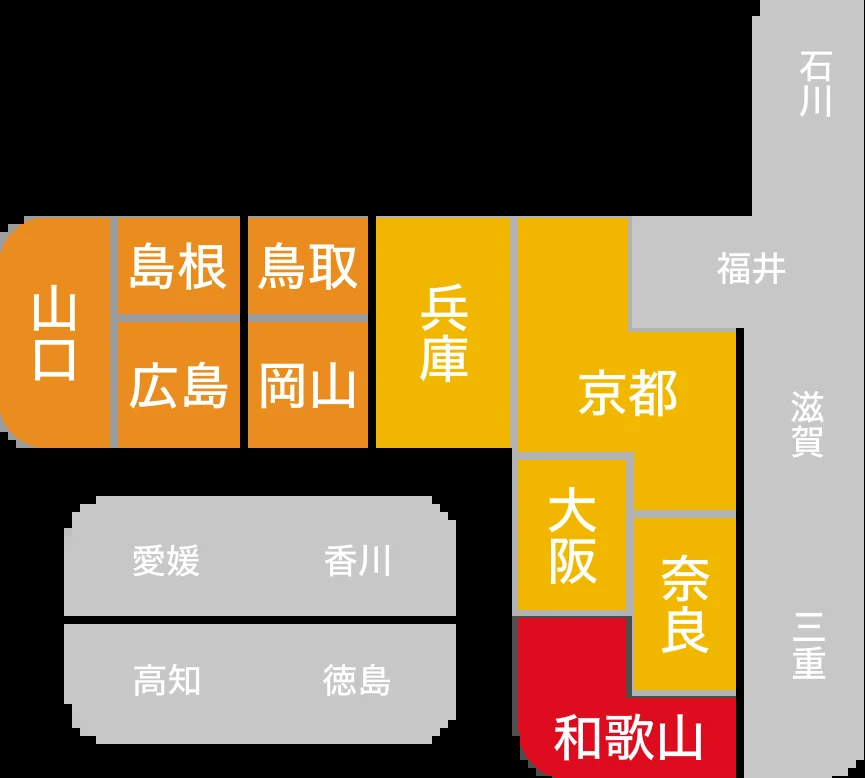 石川
島根
鳥取
福井
山口
兵庫
広島
岡山
京都
滋賀
大阪
愛媛
香川
奈良
三重
高知
徳島
和歌山